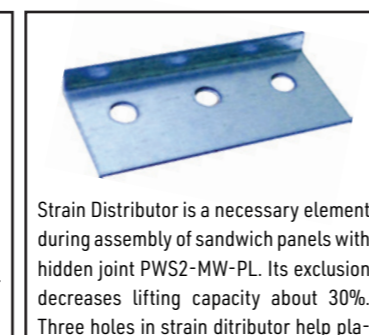 Strain Distributor is a necessary element
during assembly of sandwich panels with
hidden joint PWS2-MW-PL. Its exclusion
decreases lifting capacity about 30%.
Three holes in strain ditributor help pla-